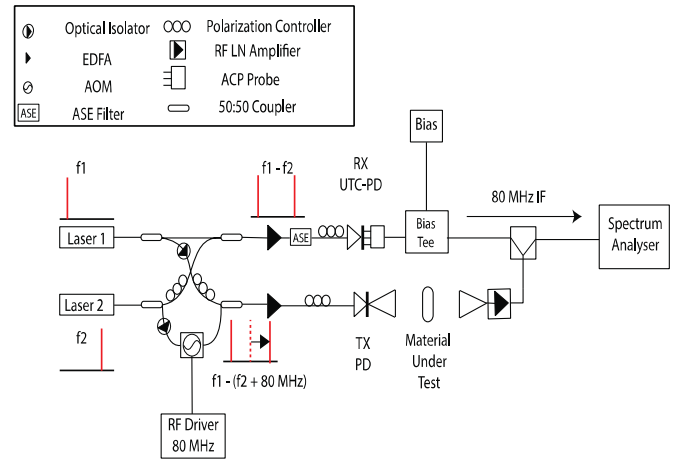 Optical Isolator
Polarization Controller
EDFA
RF LN Amplifier
AOM
ACP Probe
ASE
ASE Filter
50:50 Coupler
f1
f1 - f2
RX
UTC-PD
Bias
80 MHz IF
Laser 1
ASE
Bias
Tee
Spectrum
Analyser
Laser 2
f2
TX
PD
Material
Under
Test
f1 - (f2 + 80 MHz)
RF Driver
80 MHz